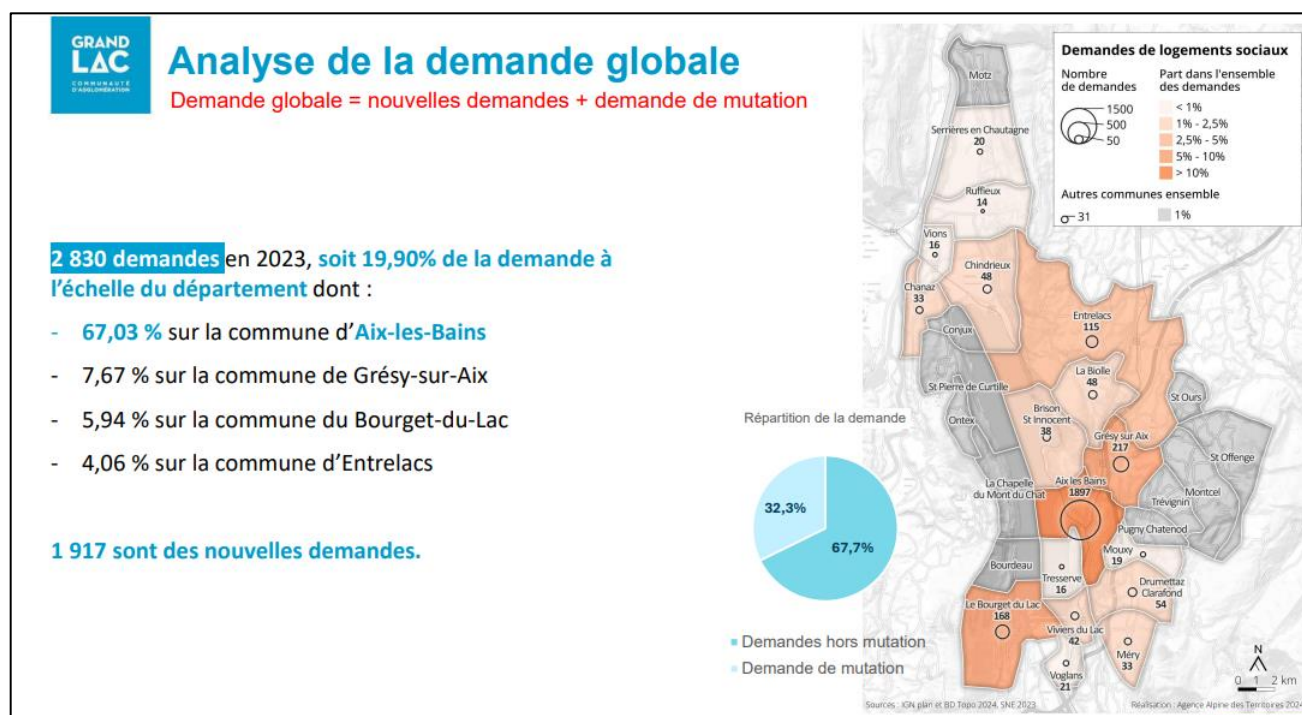 GRAND
LAC
COMMUNAUTÉ
D'AGGLOMÉRATION
Analyse de la demande globale
Demande globale = nouvelles demandes + demande de mutation
2 830 demandes en 2023, soit 19,90% de la demande à
l'échelle du département dont :
- 67,03 % sur la commune d'Aix-les-Bains
- 7,67 % sur la commune de Grésy-sur-Aix
- 5,94 % sur la commune du Bourget-du-Lac
- 4,06 % sur la commune d'Entrelacs
1 917 sont des nouvelles demandes.
Répartition de la demande
32,3%
67,7%
Demandes hors mutation
Demande de mutation
Demandes de logements sociaux
Nombre
de demandes
1500
500
50
Part dans l'ensemble
des demandes
< 1%
1% - 2,5%
2,5% - 5%
5% - 10%
> 10%
Autres communes ensemble
31
1%
Motz
Serrières en Chautagne
20
Ruffieux
14
Vions
16
Chindrieux
48
Chanaz
33
Entrelacs
115
Conjux
La Biolle
48
St Pierre de Curtille
St Ours
Brison
St Innocent
38
Ontex
Grésy sur Aix
217
St Offenge
Aix les Bains
1897
La Chapelle
du Mont du Chat
Montcel
Trévignin
Pugny Chatenod
Mouxy
19
Bourdeau
Tresserve
16
Drumettaz
Clarafond
54
Le Bourget du Lac
168
Viviers du Lac
42
Méry
33
Voglans
21
N
0 1 2 km
Sources : IGN plan et BD Topo 2024, SNE 2023
Réalisation : Agence Alpine des Territoires 2024